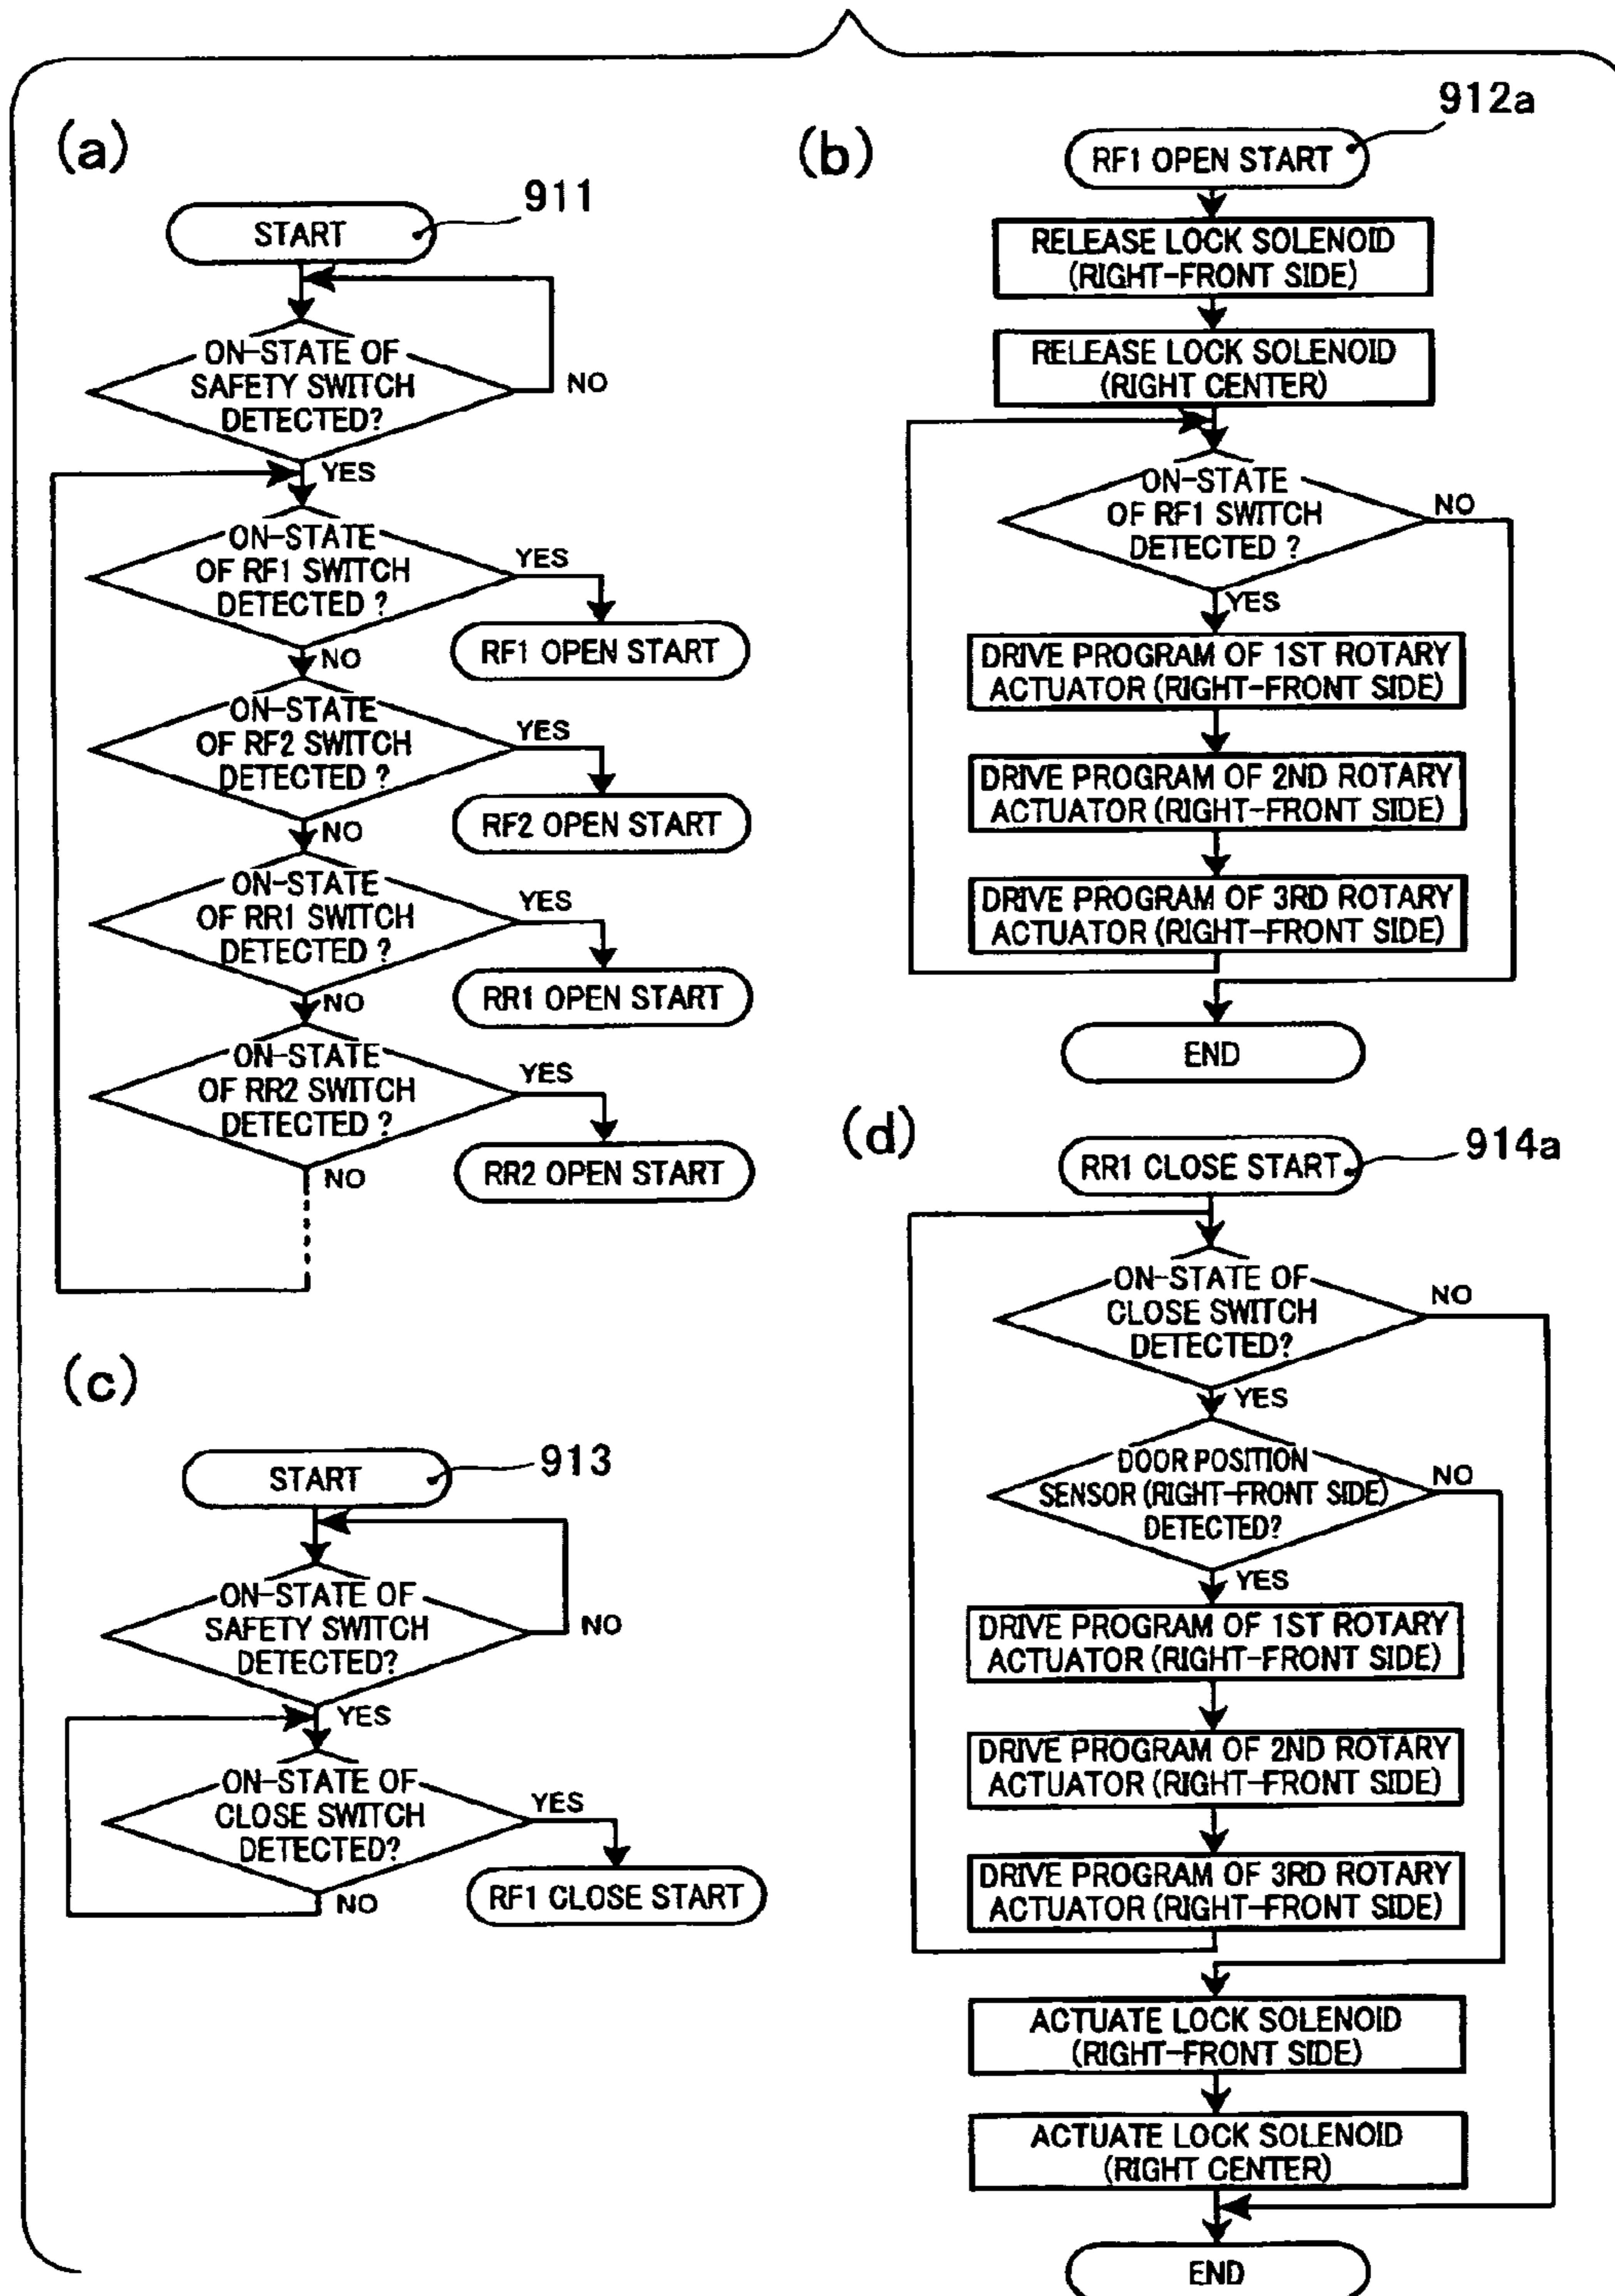 (a)
911
START
ON-STATE OF
SAFETY SWITCH
DETECTED?
NO
YES
ON-STATE
OF RF1 SWITCH
DETECTED ?
YES
RF1 OPEN START
NO
ON-STATE
OF RF2 SWITCH
DETECTED ?
YES
RF2 OPEN START
NO
ON-STATE
OF RR1 SWITCH
DETECTED ?
YES
RR1 OPEN START
NO
ON-STATE
OF RR2 SWITCH
DETECTED ?
YES
RR2 OPEN START
NO
(b)
912a
RF1 OPEN START
RELEASE LOCK SOLENOID
(RIGHT-FRONT SIDE)
RELEASE LOCK SOLENOID
(RIGHT CENTER)
ON-STATE
OF RF1 SWITCH
DETECTED ?
NO
YES
DRIVE PROGRAM OF 1ST ROTARY
ACTUATOR (RIGHT-FRONT SIDE)
DRIVE PROGRAM OF 2ND ROTARY
ACTUATOR (RIGHT-FRONT SIDE)
DRIVE PROGRAM OF 3RD ROTARY
ACTUATOR (RIGHT-FRONT SIDE)
END
(c)
913
START
ON-STATE OF
SAFETY SWITCH
DETECTED?
NO
YES
ON-STATE OF
CLOSE SWITCH
DETECTED?
YES
RF1 CLOSE START
NO
(d)
914a
RR1 CLOSE START
ON-STATE OF
CLOSE SWITCH
DETECTED?
NO
YES
DOOR POSITION
SENSOR (RIGHT-FRONT SIDE)
DETECTED?
NO
YES
DRIVE PROGRAM OF 1ST ROTARY
ACTUATOR (RIGHT-FRONT SIDE)
DRIVE PROGRAM OF 2ND ROTARY
ACTUATOR (RIGHT-FRONT SIDE)
DRIVE PROGRAM OF 3RD ROTARY
ACTUATOR (RIGHT-FRONT SIDE)
ACTUATE LOCK SOLENOID
(RIGHT-FRONT SIDE)
ACTUATE LOCK SOLENOID
(RIGHT CENTER)
END